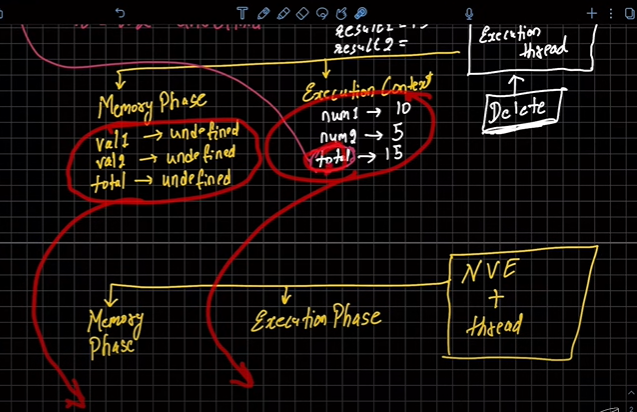 result1 = 15
result2 =
Execution
thread
Delete
Memory Phase
val1 → undefined
val2 → undefined
total → undefined
Execution Context
num1 → 10
num2 → 5
total → 15
Memory
Phase
Execution Phase
NVE
+
thread